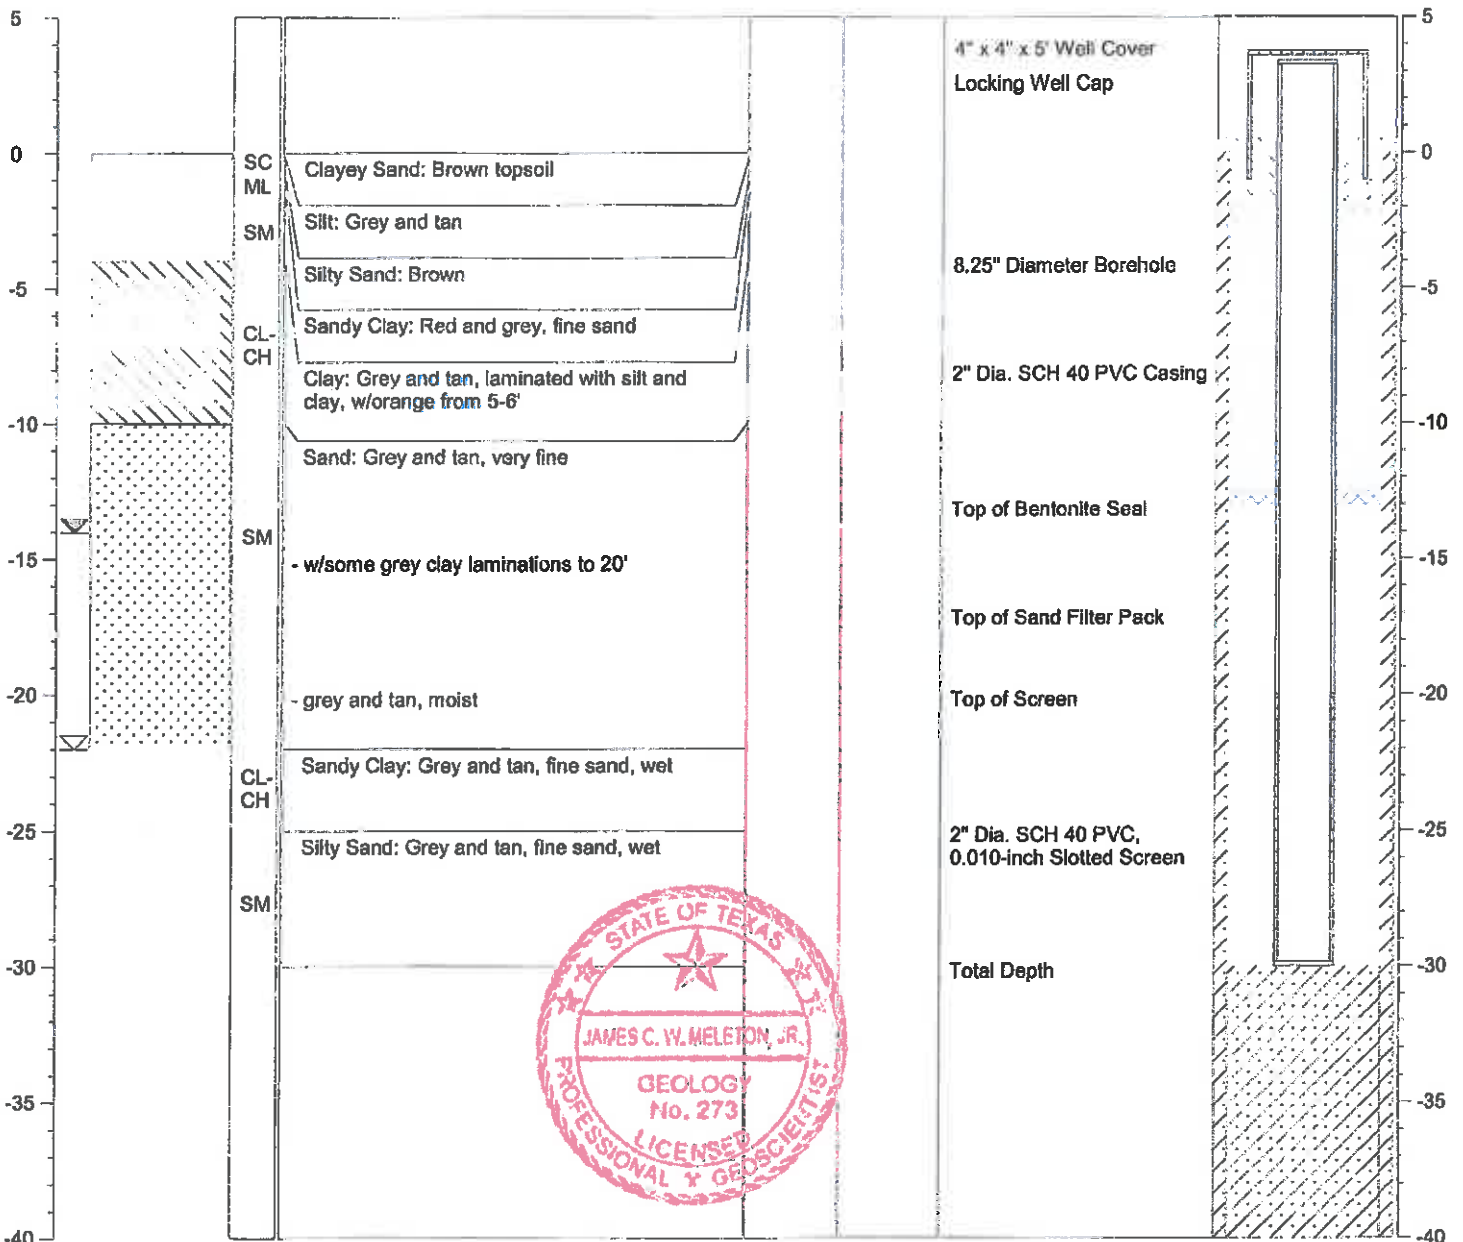 5
0
-5
-10
-15
-20
-25
-30
-35
-40
SC
ML
SM
CL-
CH
SM
CL-
CH
SM
Clayey Sand: Brown topsoil
Silt: Grey and tan
Silty Sand: Brown
Sandy Clay: Red and grey, fine sand
Clay: Grey and tan, laminated with silt and
clay, w/orange from 5-6'
Sand: Grey and tan, very fine
- w/some grey clay laminations to 20'
- grey and tan, moist
Sandy Clay: Grey and tan, fine sand, wet
Silty Sand: Grey and tan, fine sand, wet
STATE OF TEXAS
JAMES C. W. MELETON, JR.
GEOLOGY
No. 273
LICENSED
PROFESSIONAL GEOSCIENTIST
4" x 4" x 5' Well Cover
Locking Well Cap
8.25" Diameter Borehole
2" Dia. SCH 40 PVC Casing
Top of Bentonite Seal
Top of Sand Filter Pack
Top of Screen
2" Dia. SCH 40 PVC,
0.010-inch Slotted Screen
Total Depth
5
0
-5
-10
-15
-20
-25
-30
-35
-40